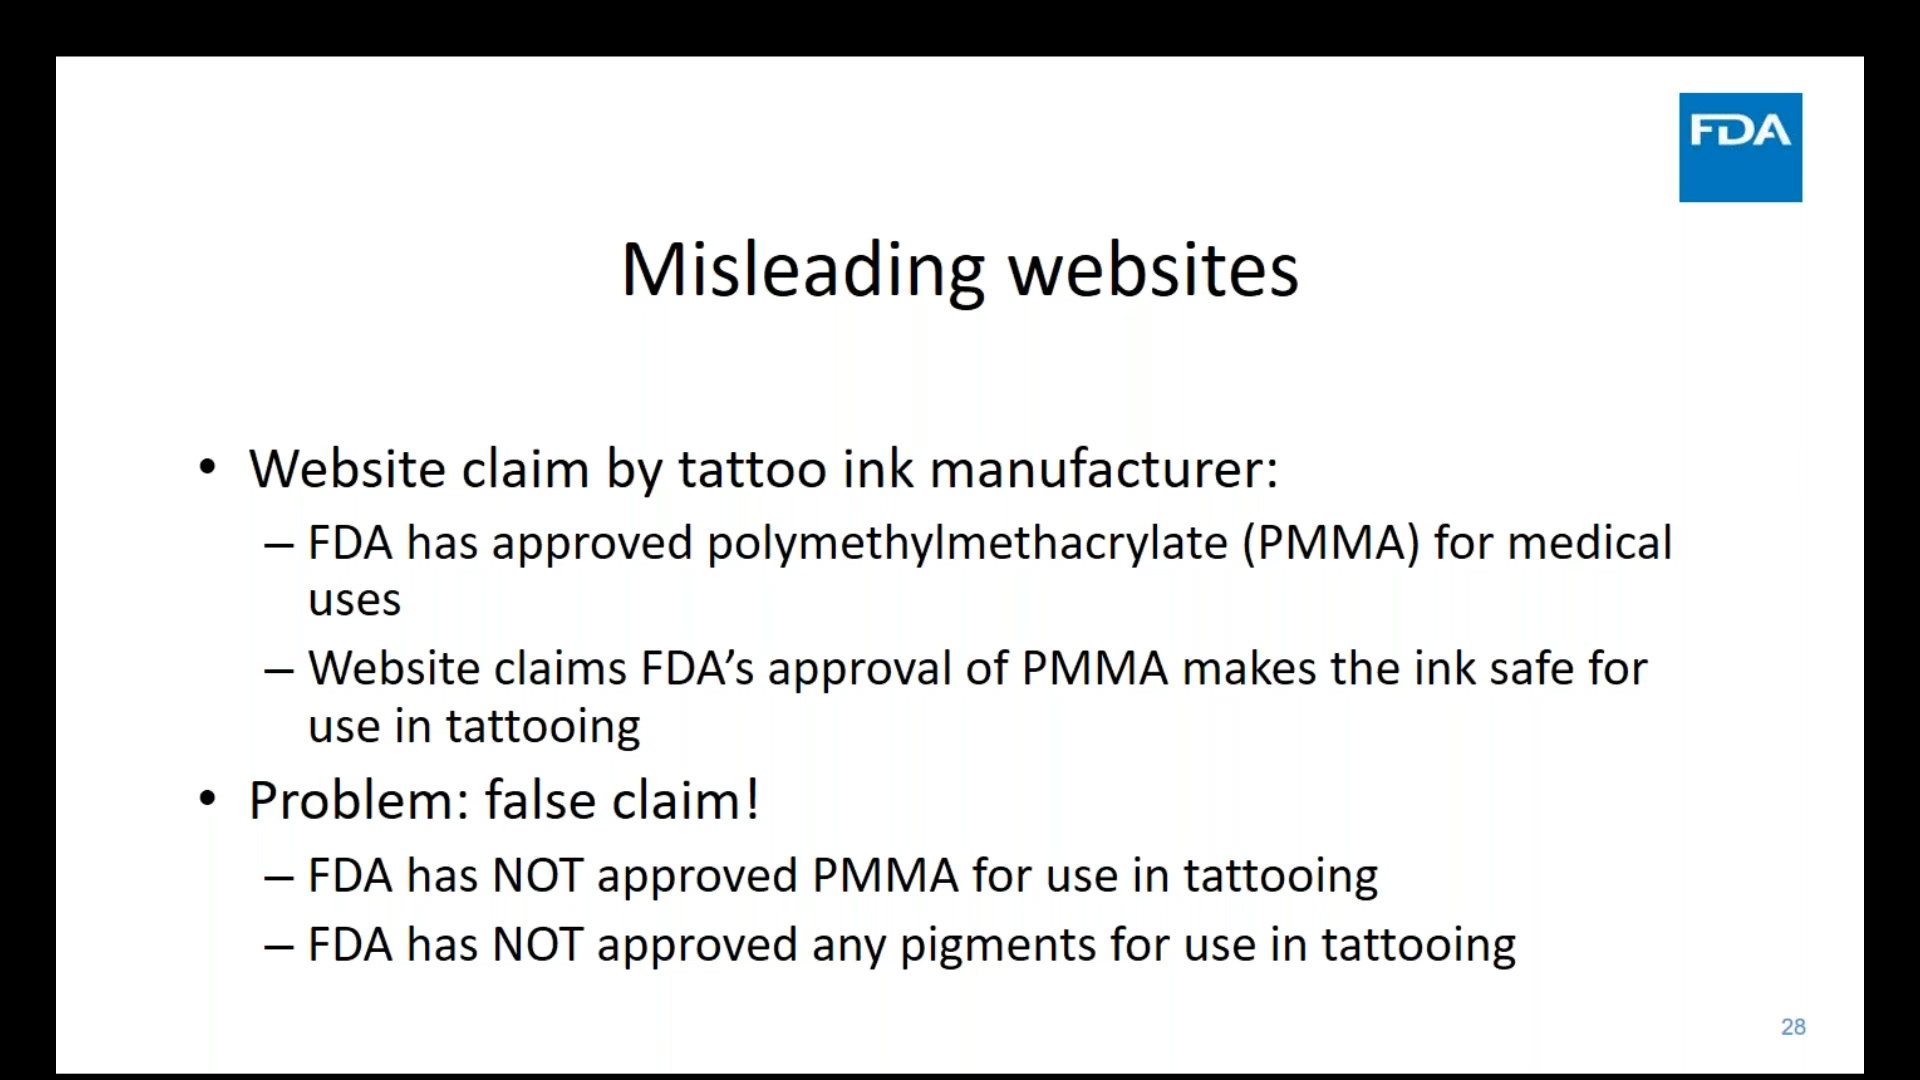 FDA
Misleading websites
• Website claim by tattoo ink manufacturer:
– FDA has approved polymethylmethacrylate (PMMA) for medical
uses
– Website claims FDA’s approval of PMMA makes the ink safe for
use in tattooing
• Problem: false claim!
– FDA has NOT approved PMMA for use in tattooing
– FDA has NOT approved any pigments for use in tattooing
28